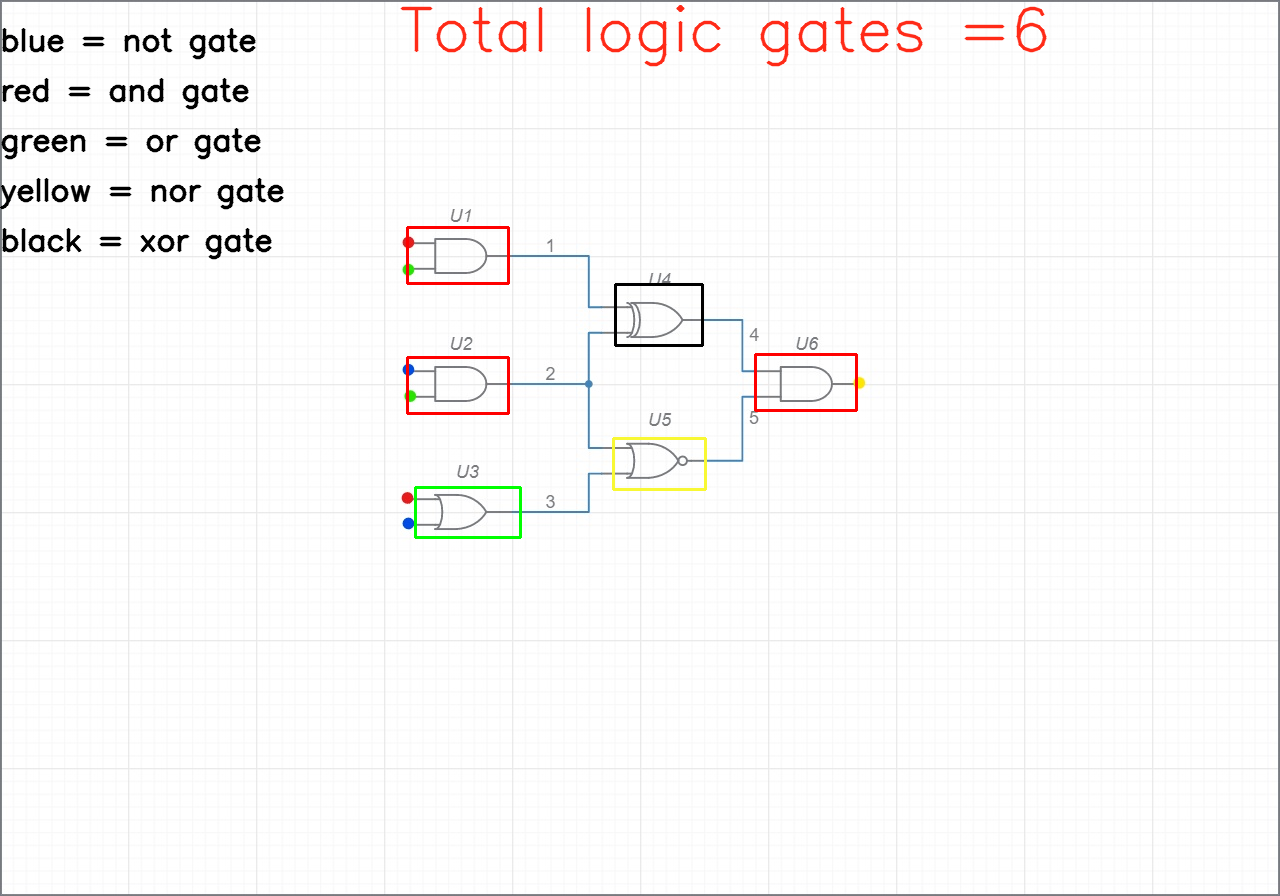 Total logic gates =6
blue = not gate
red = and gate
green = or gate
yellow = nor gate
black = xor gate
U1
1
U4
4
U2
2
U6
U5
5
U3
3